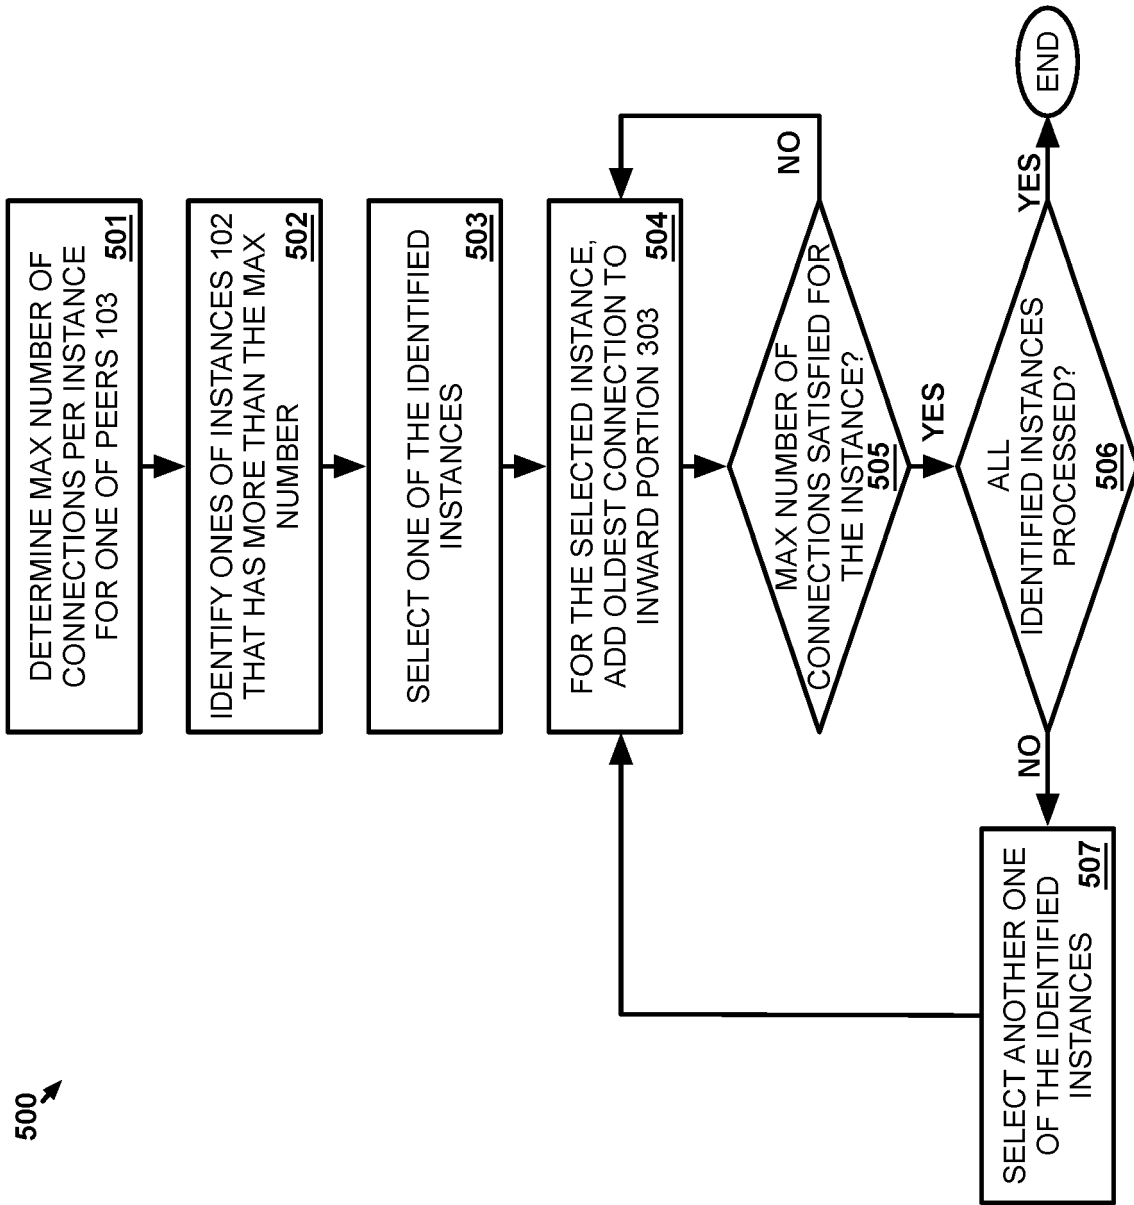 500
DETERMINE MAX NUMBER OF
CONNECTIONS PER INSTANCE
FOR ONE OF PEERS 103
501
IDENTIFY ONES OF INSTANCES 102
THAT HAS MORE THAN THE MAX
NUMBER
502
SELECT ONE OF THE IDENTIFIED
INSTANCES
503
FOR THE SELECTED INSTANCE,
ADD OLDEST CONNECTION TO
INWARD PORTION 303
504
MAX NUMBER OF
CONNECTIONS SATISFIED FOR
THE INSTANCE?
505
NO
YES
ALL
IDENTIFIED INSTANCES
PROCESSED?
506
NO
YES
SELECT ANOTHER ONE
OF THE IDENTIFIED
INSTANCES
507
END